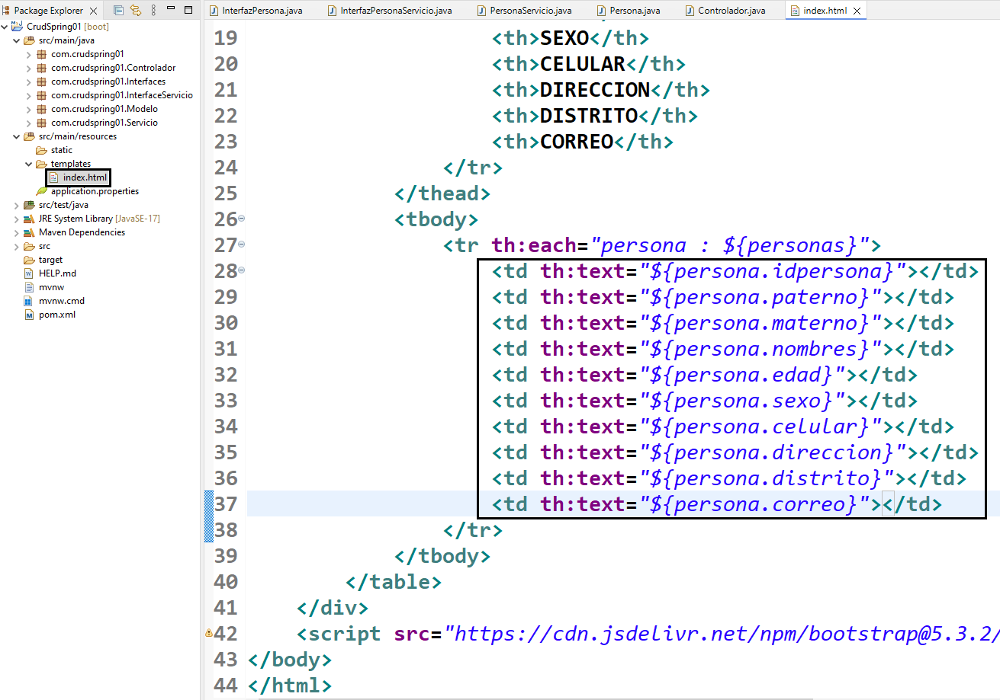 Package Explorer
InterfazPersona.java
InterfazPersonaServicio.java
PersonaServicio.java
Persona.java
Controlador.java
index.html
CrudSpring01 [boot]
src/main/java
com.crudspring01
com.crudspring01.Controlador
com.crudspring01.Interfaces
com.crudspring01.InterfaceServicio
com.crudspring01.Modelo
com.crudspring01.Servicio
src/main/resources
static
templates
index.html
application.properties
src/test/java
JRE System Library [JavaSE-17]
Maven Dependencies
src
target
HELP.md
mvnw
mvnw.cmd
pom.xml
19 <th>SEXO</th>
20 <th>CELULAR</th>
21 <th>DIRECCION</th>
22 <th>DISTRITO</th>
23 <th>CORREO</th>
24 </tr>
25 </thead>
26 <tbody>
27 <tr th:each="persona : ${personas}">
28 <td th:text="${persona.idpersona}"></td>
29 <td th:text="${persona.paterno}"></td>
30 <td th:text="${persona.materno}"></td>
31 <td th:text="${persona.nombres}"></td>
32 <td th:text="${persona.edad}"></td>
33 <td th:text="${persona.sexo}"></td>
34 <td th:text="${persona.celular}"></td>
35 <td th:text="${persona.direccion}"></td>
36 <td th:text="${persona.distrito}"></td>
37 <td th:text="${persona.correo}"></td>
38 </tr>
39 </tbody>
40 </table>
41 </div>
42 <script src="https://cdn.jsdelivr.net/npm/bootstrap@5.3.2/
43 </body>
44 </html>